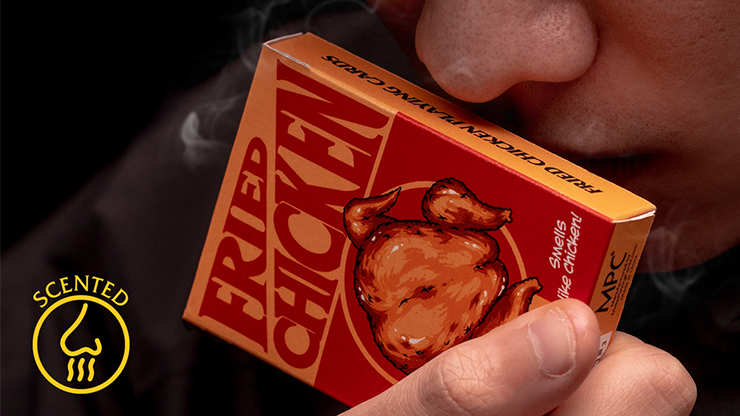 FRIED CHICKEN PLAYING CARDS
FRIED
CHICKEN
Smells
like chicken!
MPC
SCENTED